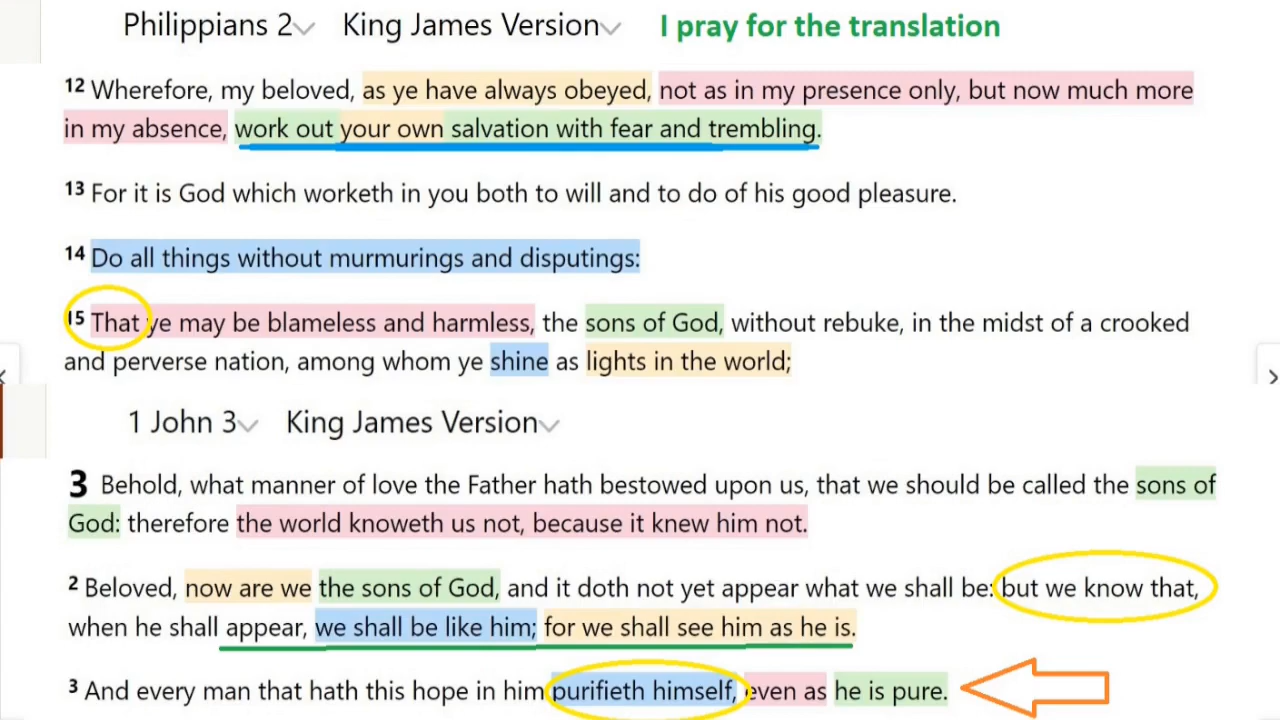 Philippians 2 King James Version I pray for the translation
12 Wherefore, my beloved, as ye have always obeyed, not as in my presence only, but now much more
in my absence, work out your own salvation with fear and trembling.
13 For it is God which worketh in you both to will and to do of his good pleasure.
14 Do all things without murmurings and disputings:
15 That ye may be blameless and harmless, the sons of God, without rebuke, in the midst of a crooked
and perverse nation, among whom ye shine as lights in the world;
1 John 3 King James Version
3 Behold, what manner of love the Father hath bestowed upon us, that we should be called the sons of
God: therefore the world knoweth us not, because it knew him not.
2 Beloved, now are we the sons of God, and it doth not yet appear what we shall be: but we know that,
when he shall appear, we shall be like him; for we shall see him as he is.
3 And every man that hath this hope in him purifieth himself, even as he is pure.